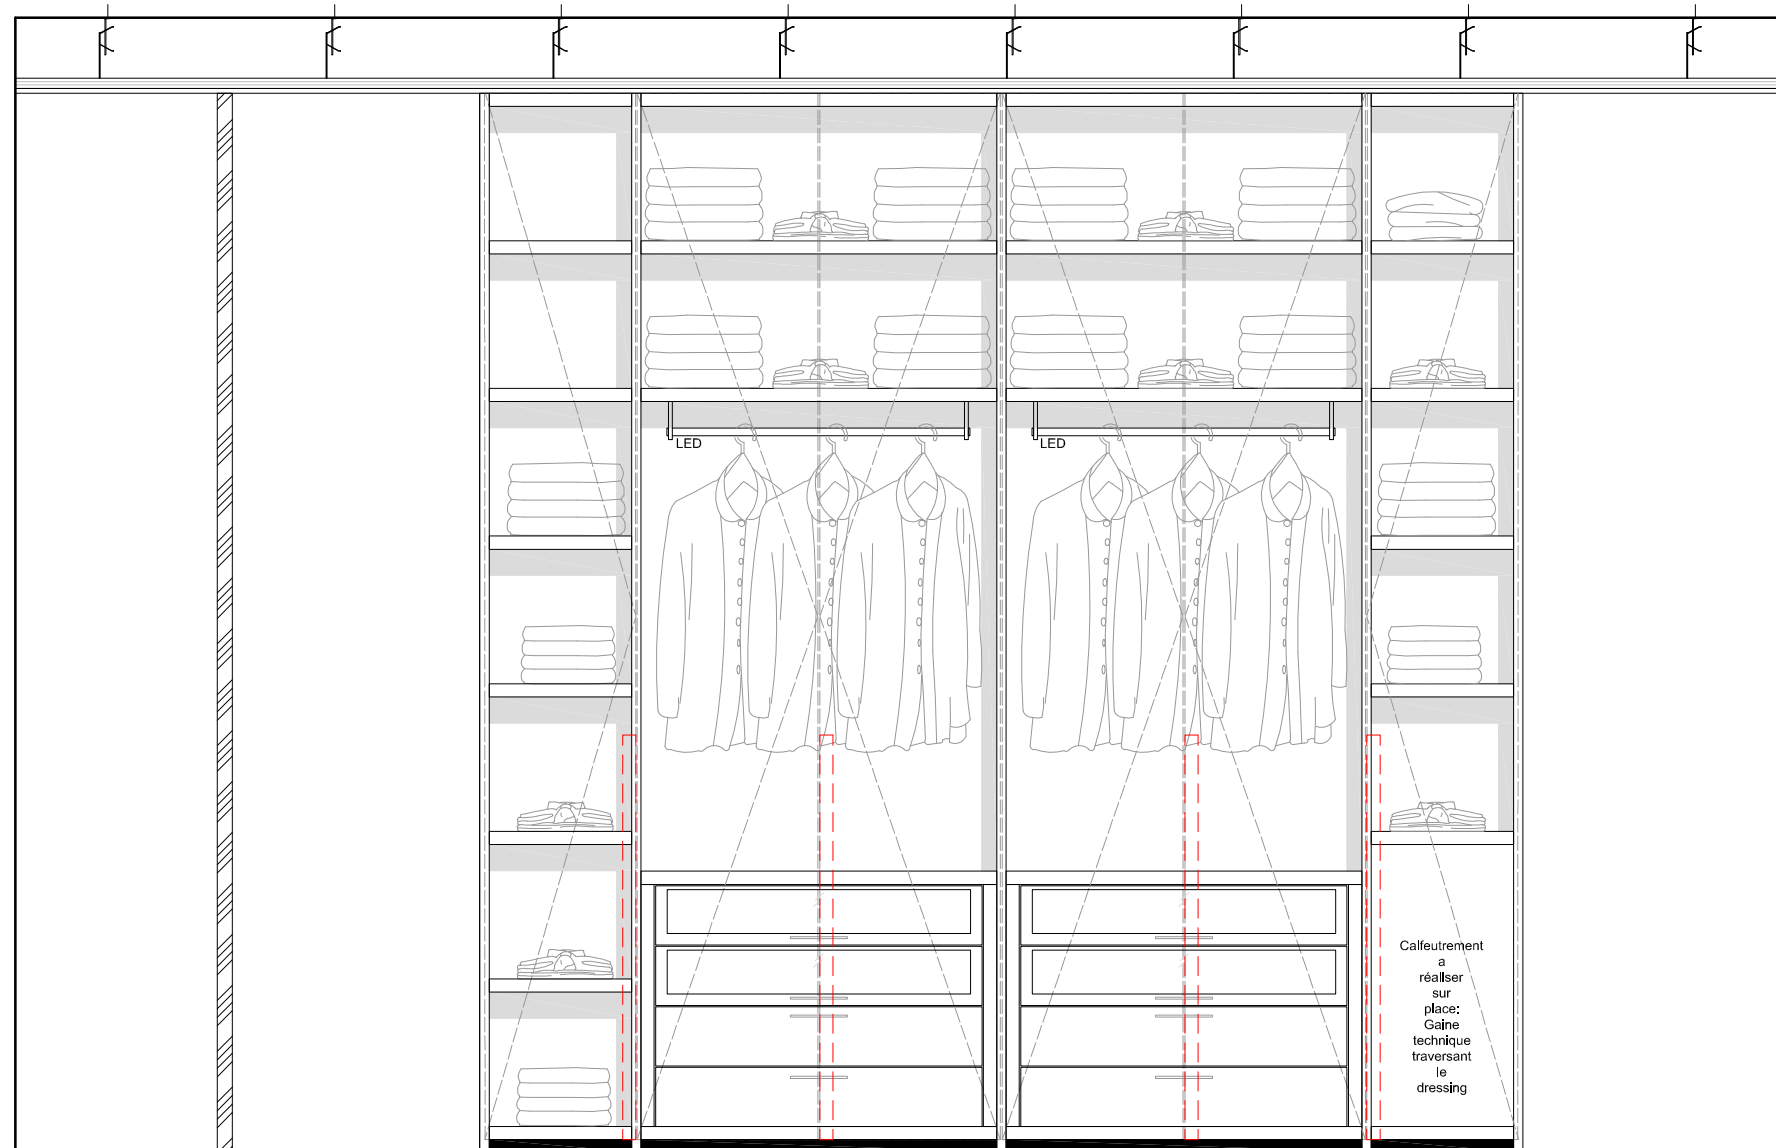 LED
LED
Calfeutrement
a
réaliser
sur
place:
Gaine
technique
traversant
le
dressing